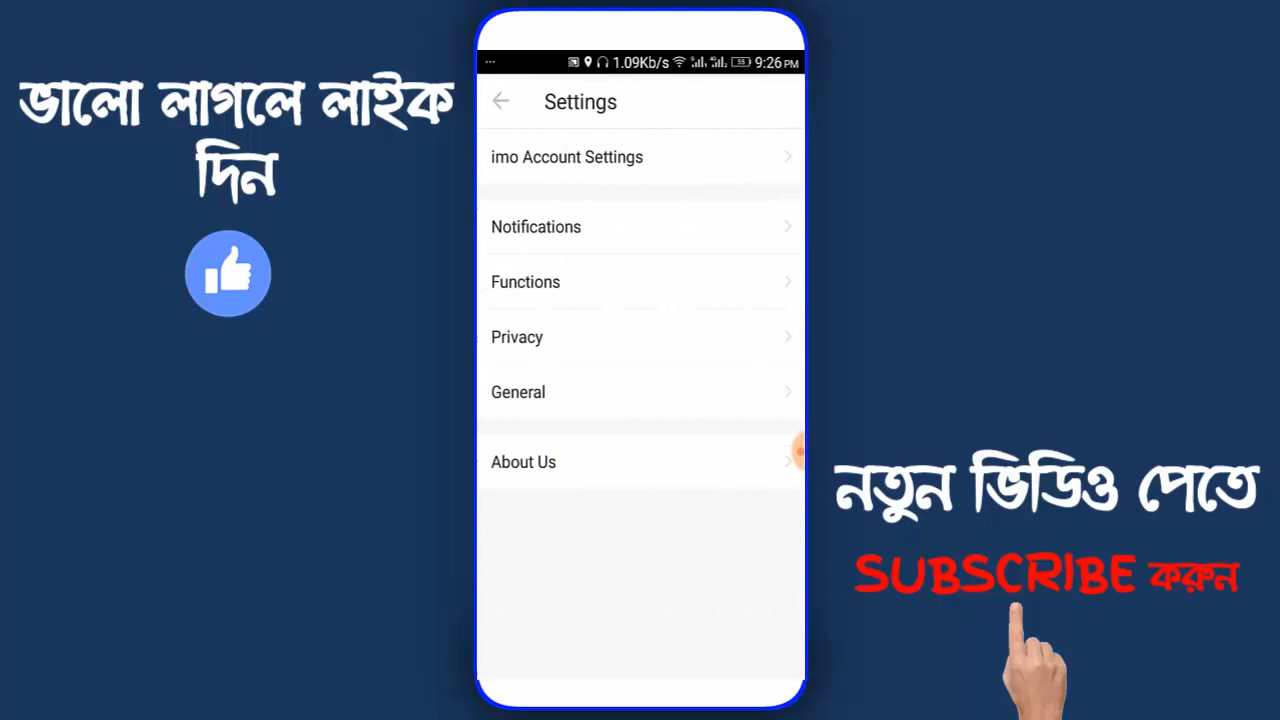 ভালো লাগলে লাইক
দিন
... 1.09Kb/s 55 9:26 PM
Settings
imo Account Settings
Notifications
Functions
Privacy
General
About Us
নতুন ভিডিও পেতে
SUBSCRIBE করুন